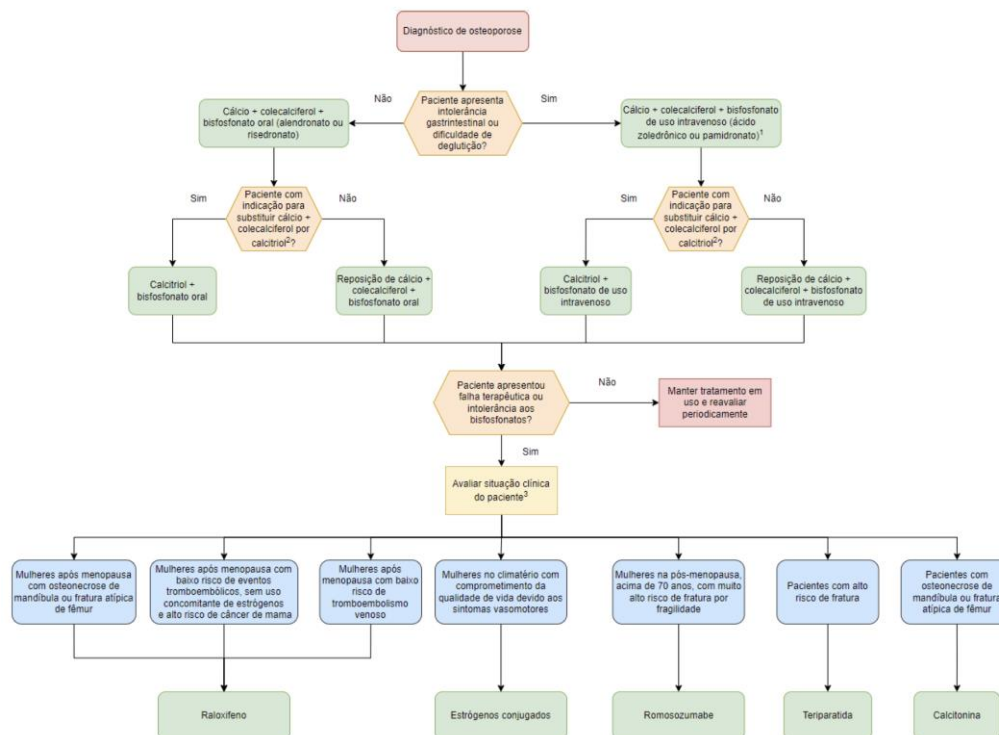 Diagnóstico de osteoporose
Não
Paciente apresenta
intolerância
gastrintestinal ou
dificuldade de
deglutição?
Sim
Cálcio + colecalciferol +
bisfosfonato oral (alendronato ou
risedronato)
Cálcio + colecalciferol + bisfosfonato
de uso intravenoso (ácido
zoledrônico ou pamidronato)¹
Sim
Paciente com
indicação para
substituir cálcio +
colecalciferol por
calcitriol²?
Não
Sim
Paciente com
indicação para
substituir cálcio +
colecalciferol por
calcitriol²?
Não
Calcitriol +
bisfosfonato oral
Reposição de cálcio +
colecalciferol +
bisfosfonato oral
Calcitriol +
bisfosfonato de uso
intravenoso
Reposição de cálcio +
colecalciferol + bisfosfonato
de uso intravenoso
Paciente apresentou
falha terapêutica ou
intolerância aos
bisfosfonatos?
Não
Manter tratamento em
uso e reavaliar
periodicamente
Sim
Avaliar situação clínica
do paciente³
Mulheres após menopausa
com osteonecrose de
mandíbula ou fratura atípica
de fêmur
Mulheres após menopausa com
baixo risco de eventos
tromboembólicos, sem uso
concomitante de estrógenos
e alto risco de câncer de mama
Mulheres após
menopausa com baixo
risco de
tromboembolismo
venoso
Mulheres no climatério com
comprometimento da
qualidade de vida devido aos
sintomas vasomotores
Mulheres na pós-menopausa,
acima de 70 anos, com muito
alto risco de fratura por
fragilidade
Pacientes com alto
risco de fratura
Pacientes com
osteonecrose de
mandíbula ou fratura
atípica de fêmur
Raloxifeno
Estrógenos conjugados
Romosozumabe
Teriparatida
Calcitonina